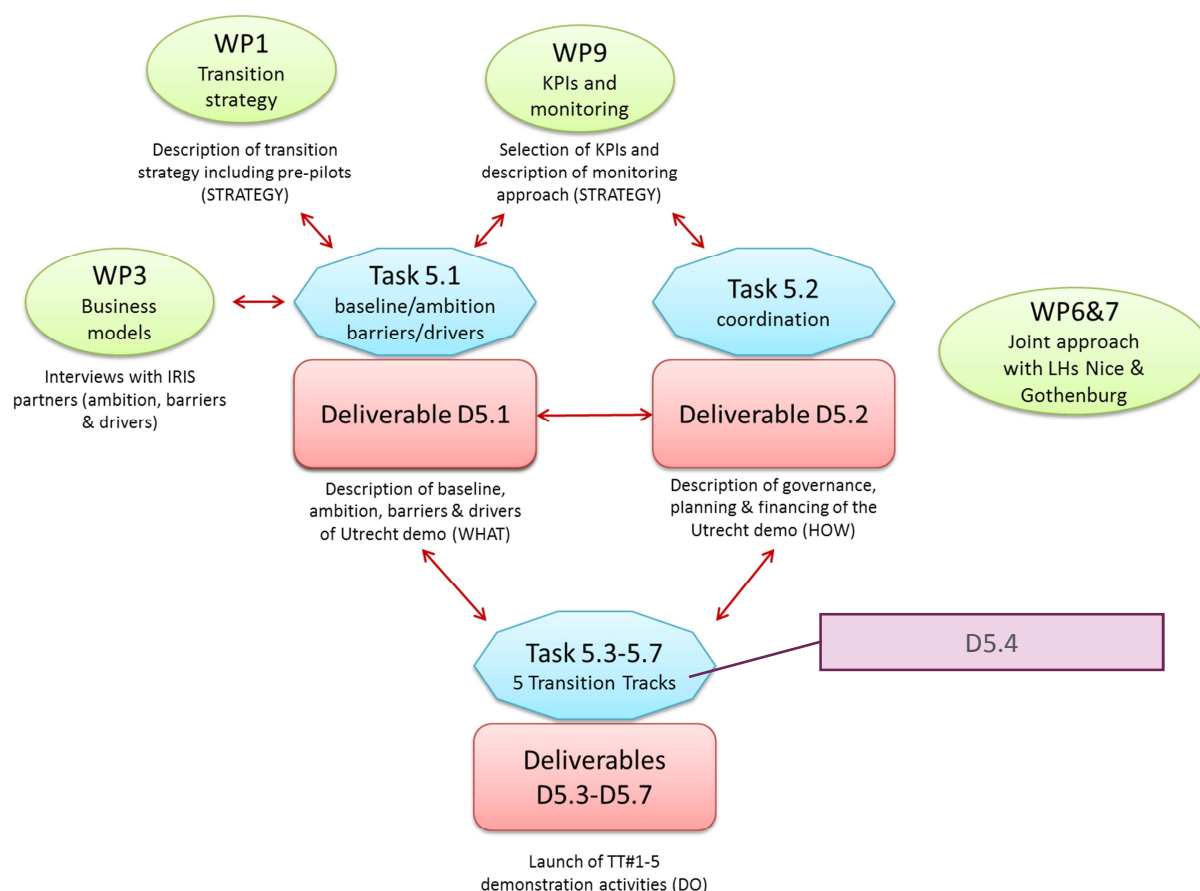 WP1
Transition
strategy
WP9
KPIs and
monitoring
Description of transition
strategy including pre-pilots
(STRATEGY)
Selection of KPIs and
description of monitoring
approach (STRATEGY)
WP3
Business
models
Task 5.1
baseline/ambition
barriers/drivers
Task 5.2
coordination
WP6&7
Joint approach
with LHs Nice &
Gothenburg
Interviews with IRIS
partners (ambition, barriers
& drivers)
Deliverable D5.1
Deliverable D5.2
Description of baseline,
ambition, barriers & drivers
of Utrecht demo (WHAT)
Description of governance,
planning & financing of the
Utrecht demo (HOW)
Task 5.3-5.7
5 Transition Tracks
D5.4
Deliverables
D5.3-D5.7
Launch of TT#1-5
demonstration activities (DO)